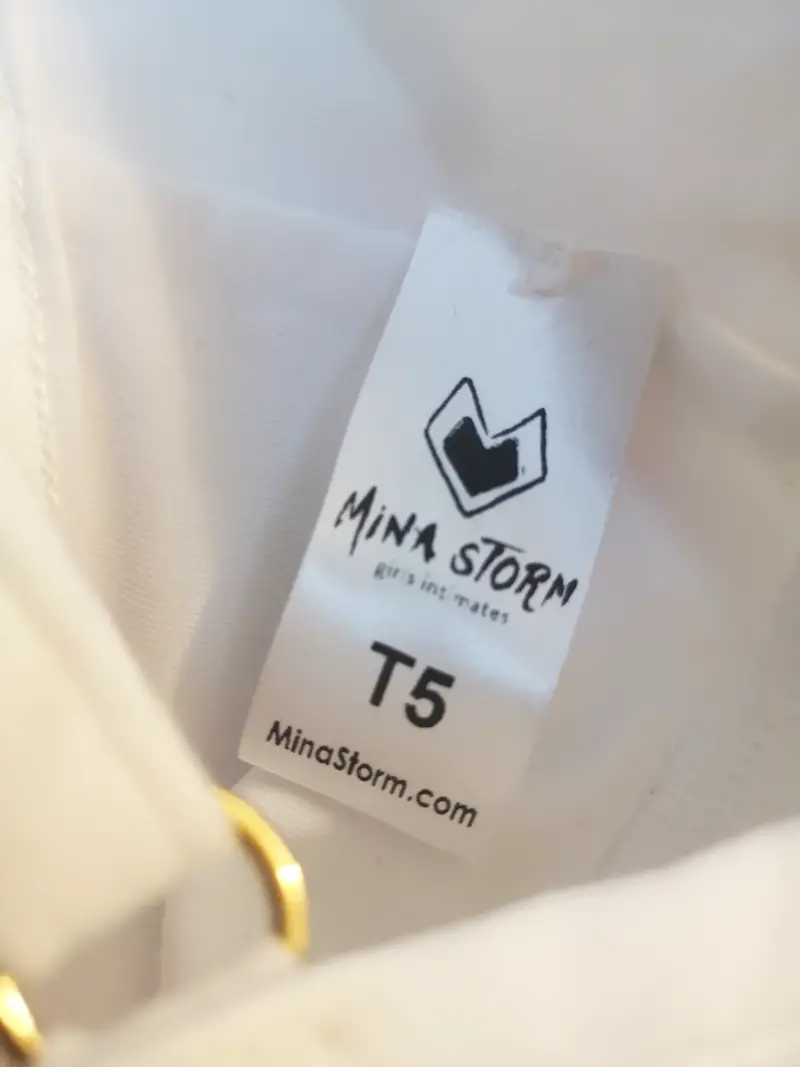 MiNA STORM
girls intimates
T5
MinaStorm.com